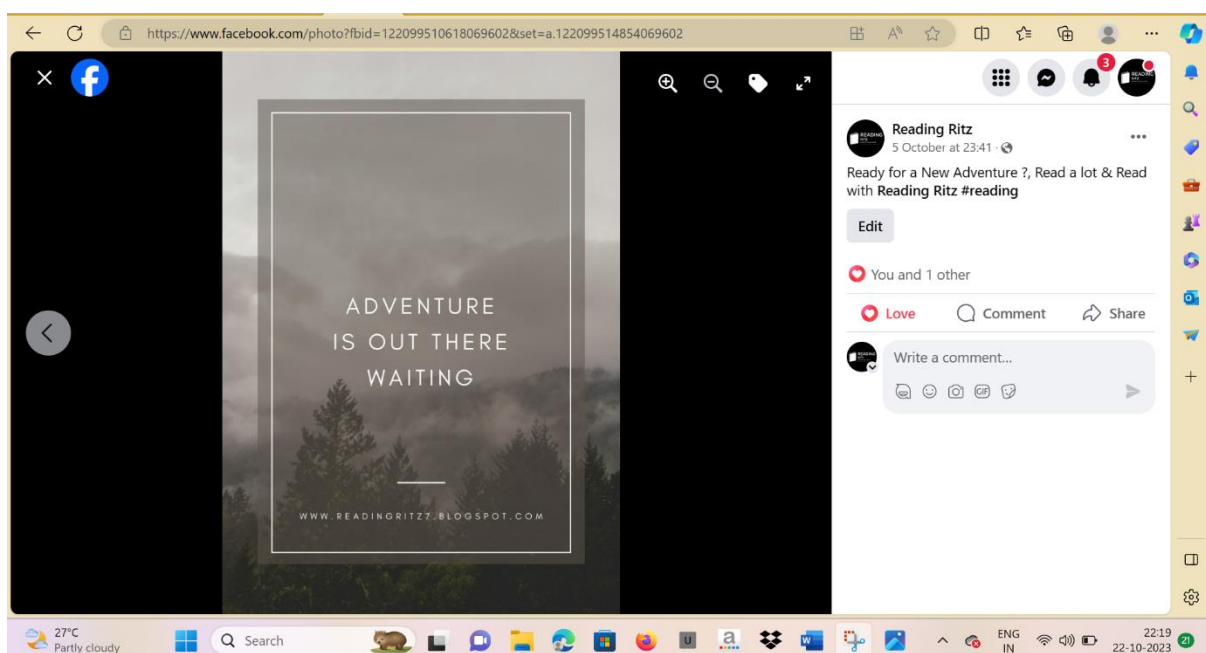 https://www.facebook.com/photo?fbid=122099510618069602&set=a.122099514854069602
3
Reading Ritz
5 October at 23:41
Ready for a New Adventure ?, Read a lot & Read
with Reading Ritz #reading
Edit
You and 1 other
Love Comment Share
Write a comment...
GIF
ADVENTURE
IS OUT THERE
WAITING
WWW.READINGRITZ7.BLOGSPOT.COM
27°C
Partly cloudy
Search
ENG
IN
22:19
22-10-2023
21